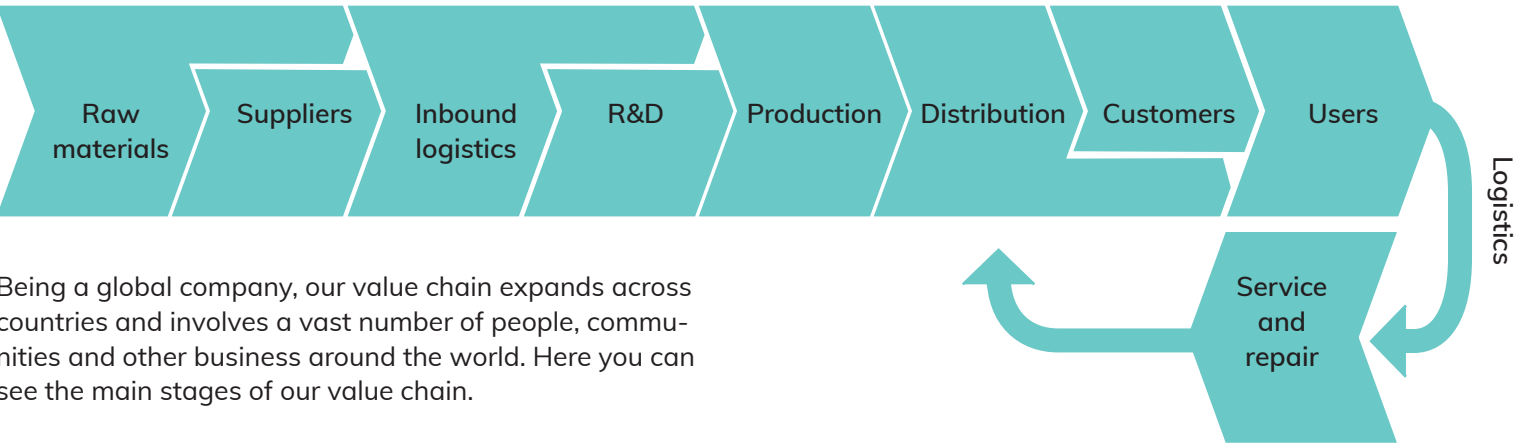 Raw
materials
Suppliers
Inbound
logistics
R&D
Production
Distribution
Customers
Users
Logistics
Service
and
repair
Being a global company, our value chain expands across
countries and involves a vast number of people, commu-
nities and other business around the world. Here you can
see the main stages of our value chain.